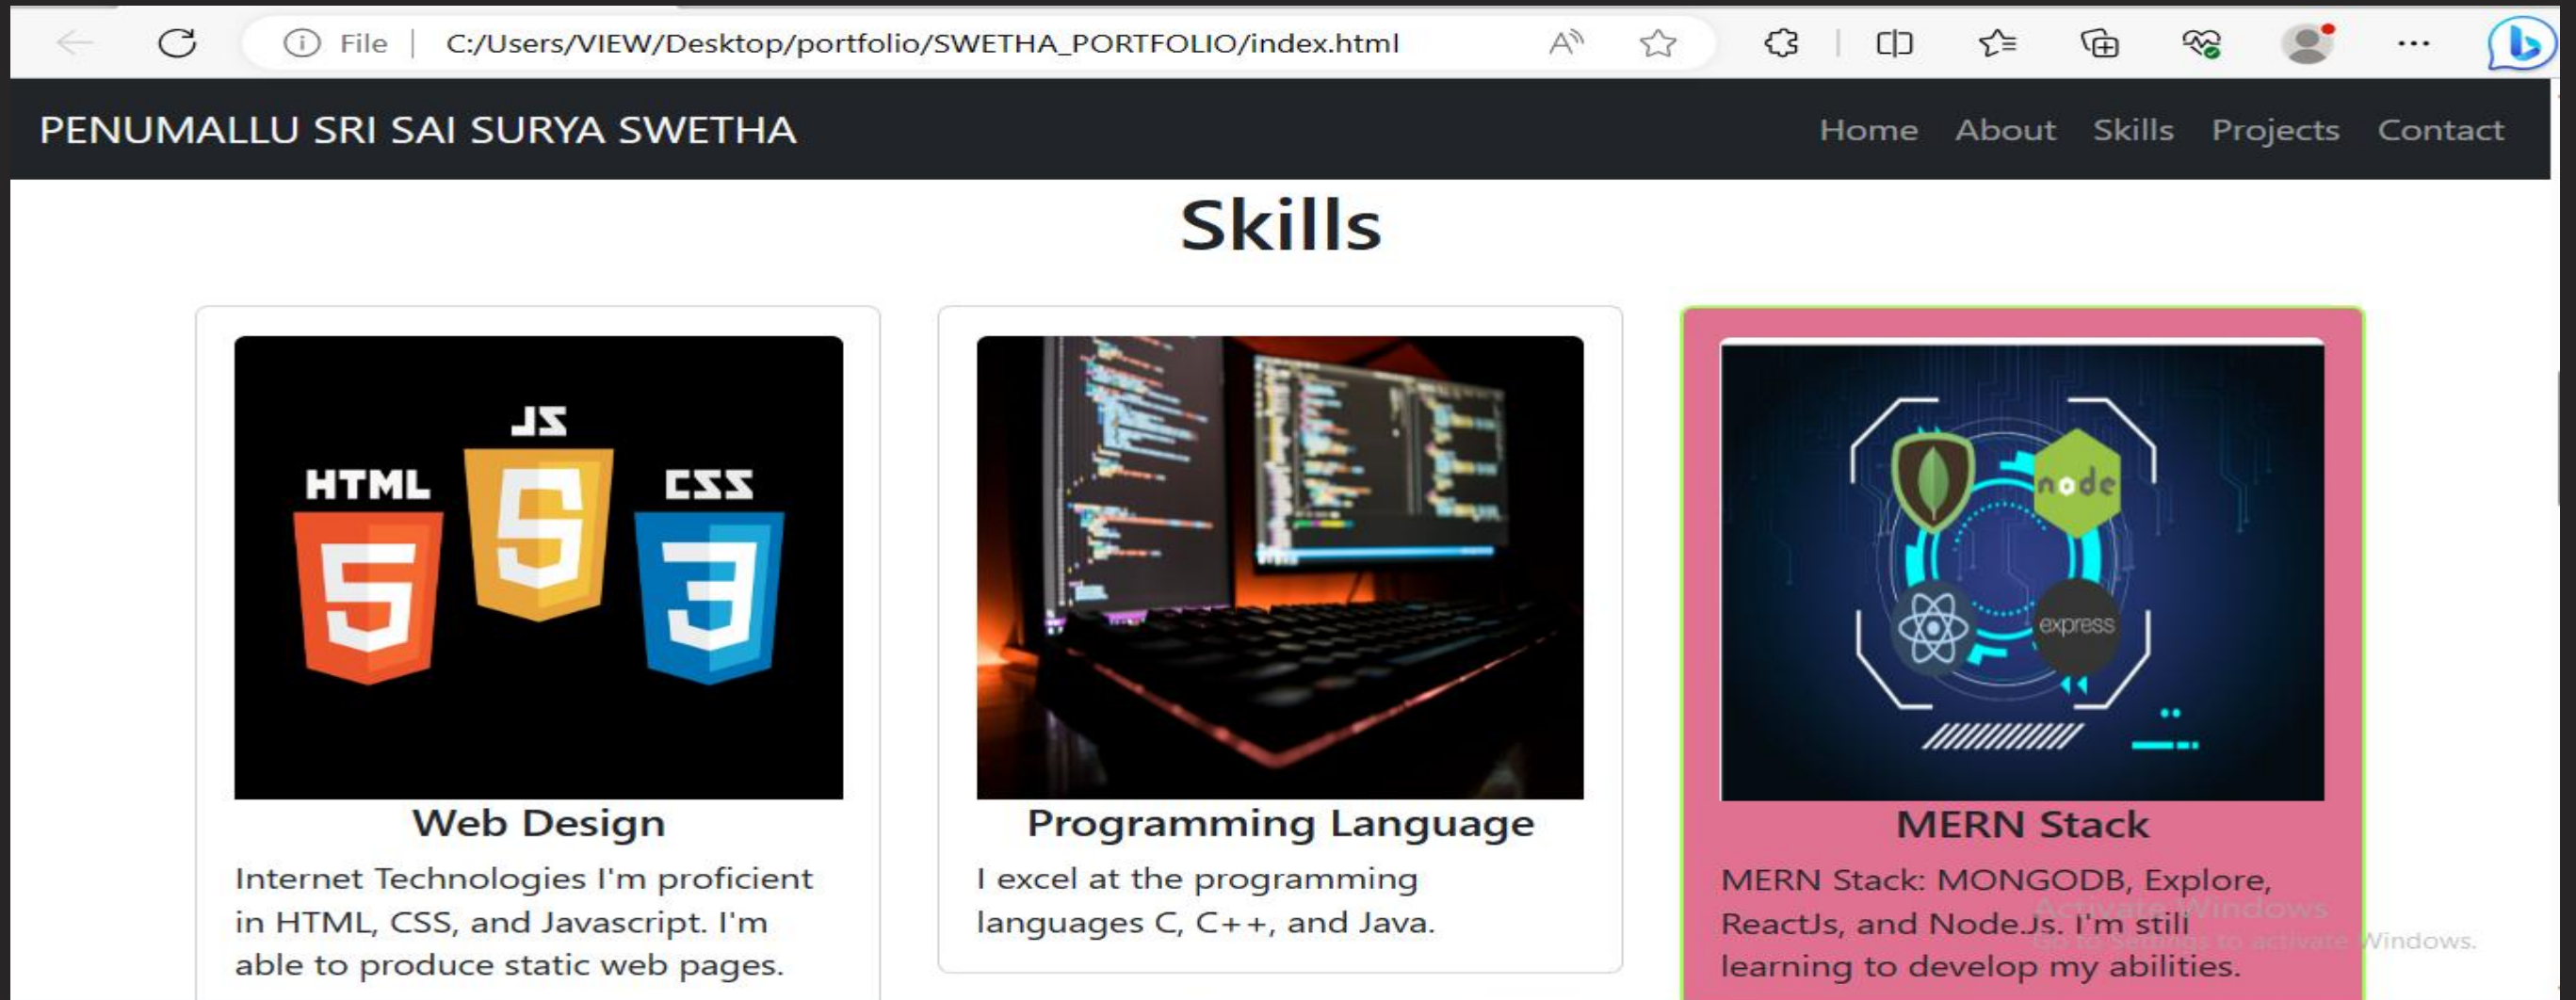 File
C:/Users/VIEW/Desktop/portfolio/SWETHA_PORTFOLIO/index.html
PENUMALLU SRI SAI SURYA SWETHA
Home About Skills Projects Contact
Skills
JS
HTML
CSS
5
5
3
Web Design
Internet Technologies I'm proficient
in HTML, CSS, and Javascript. I'm
able to produce static web pages.
Programming Language
I excel at the programming
languages C, C++, and Java.
node
express
MERN Stack
MERN Stack: MONGODB, Explore,
ReactJs, and Node.Js. I'm still
learning to develop my abilities.
Activate Windows
Go to Settings to activate Windows.